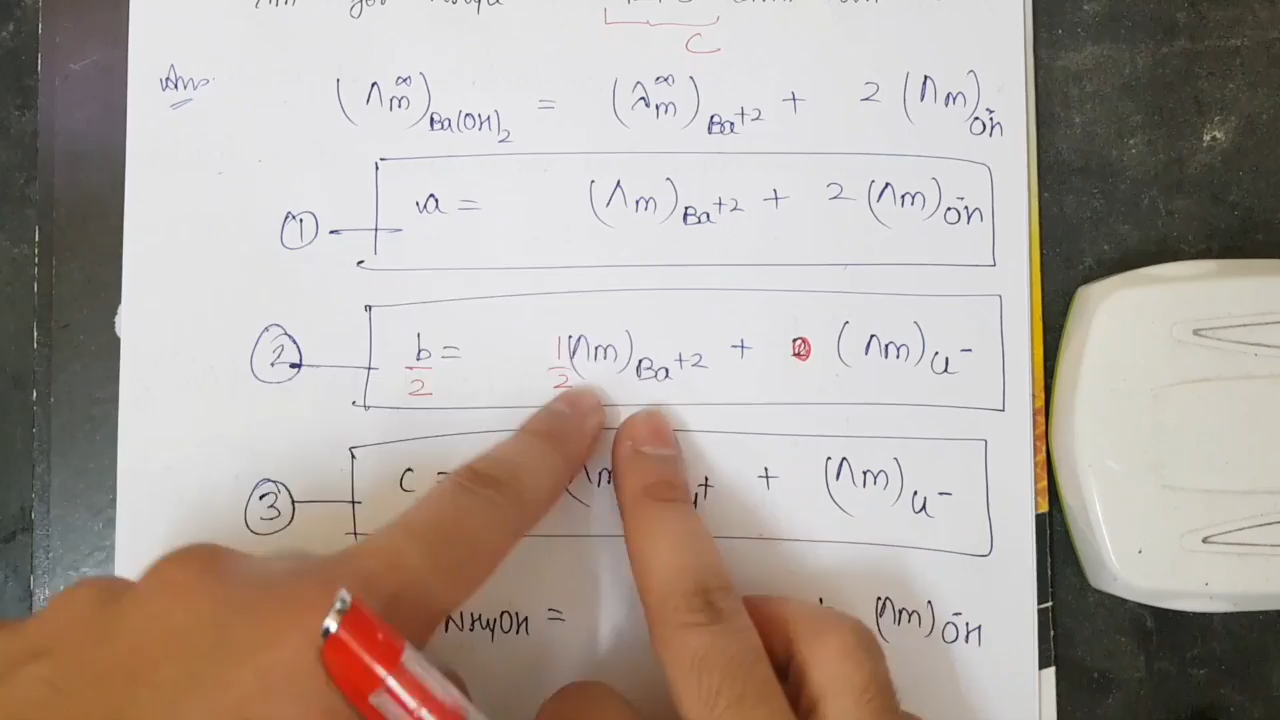 Ans.
(Λm^∞)Ba(OH)2 = (λm^∞)Ba+2 + 2 (Λm)OH-
① a = (Λm)Ba+2 + 2 (Λm)OH-
② b/2 = 1/2 (Λm)Ba+2 + (Λm)Cl-
③ c = (Λm + (Λm)Cl-
NH4OH = (Λm)OH-
C